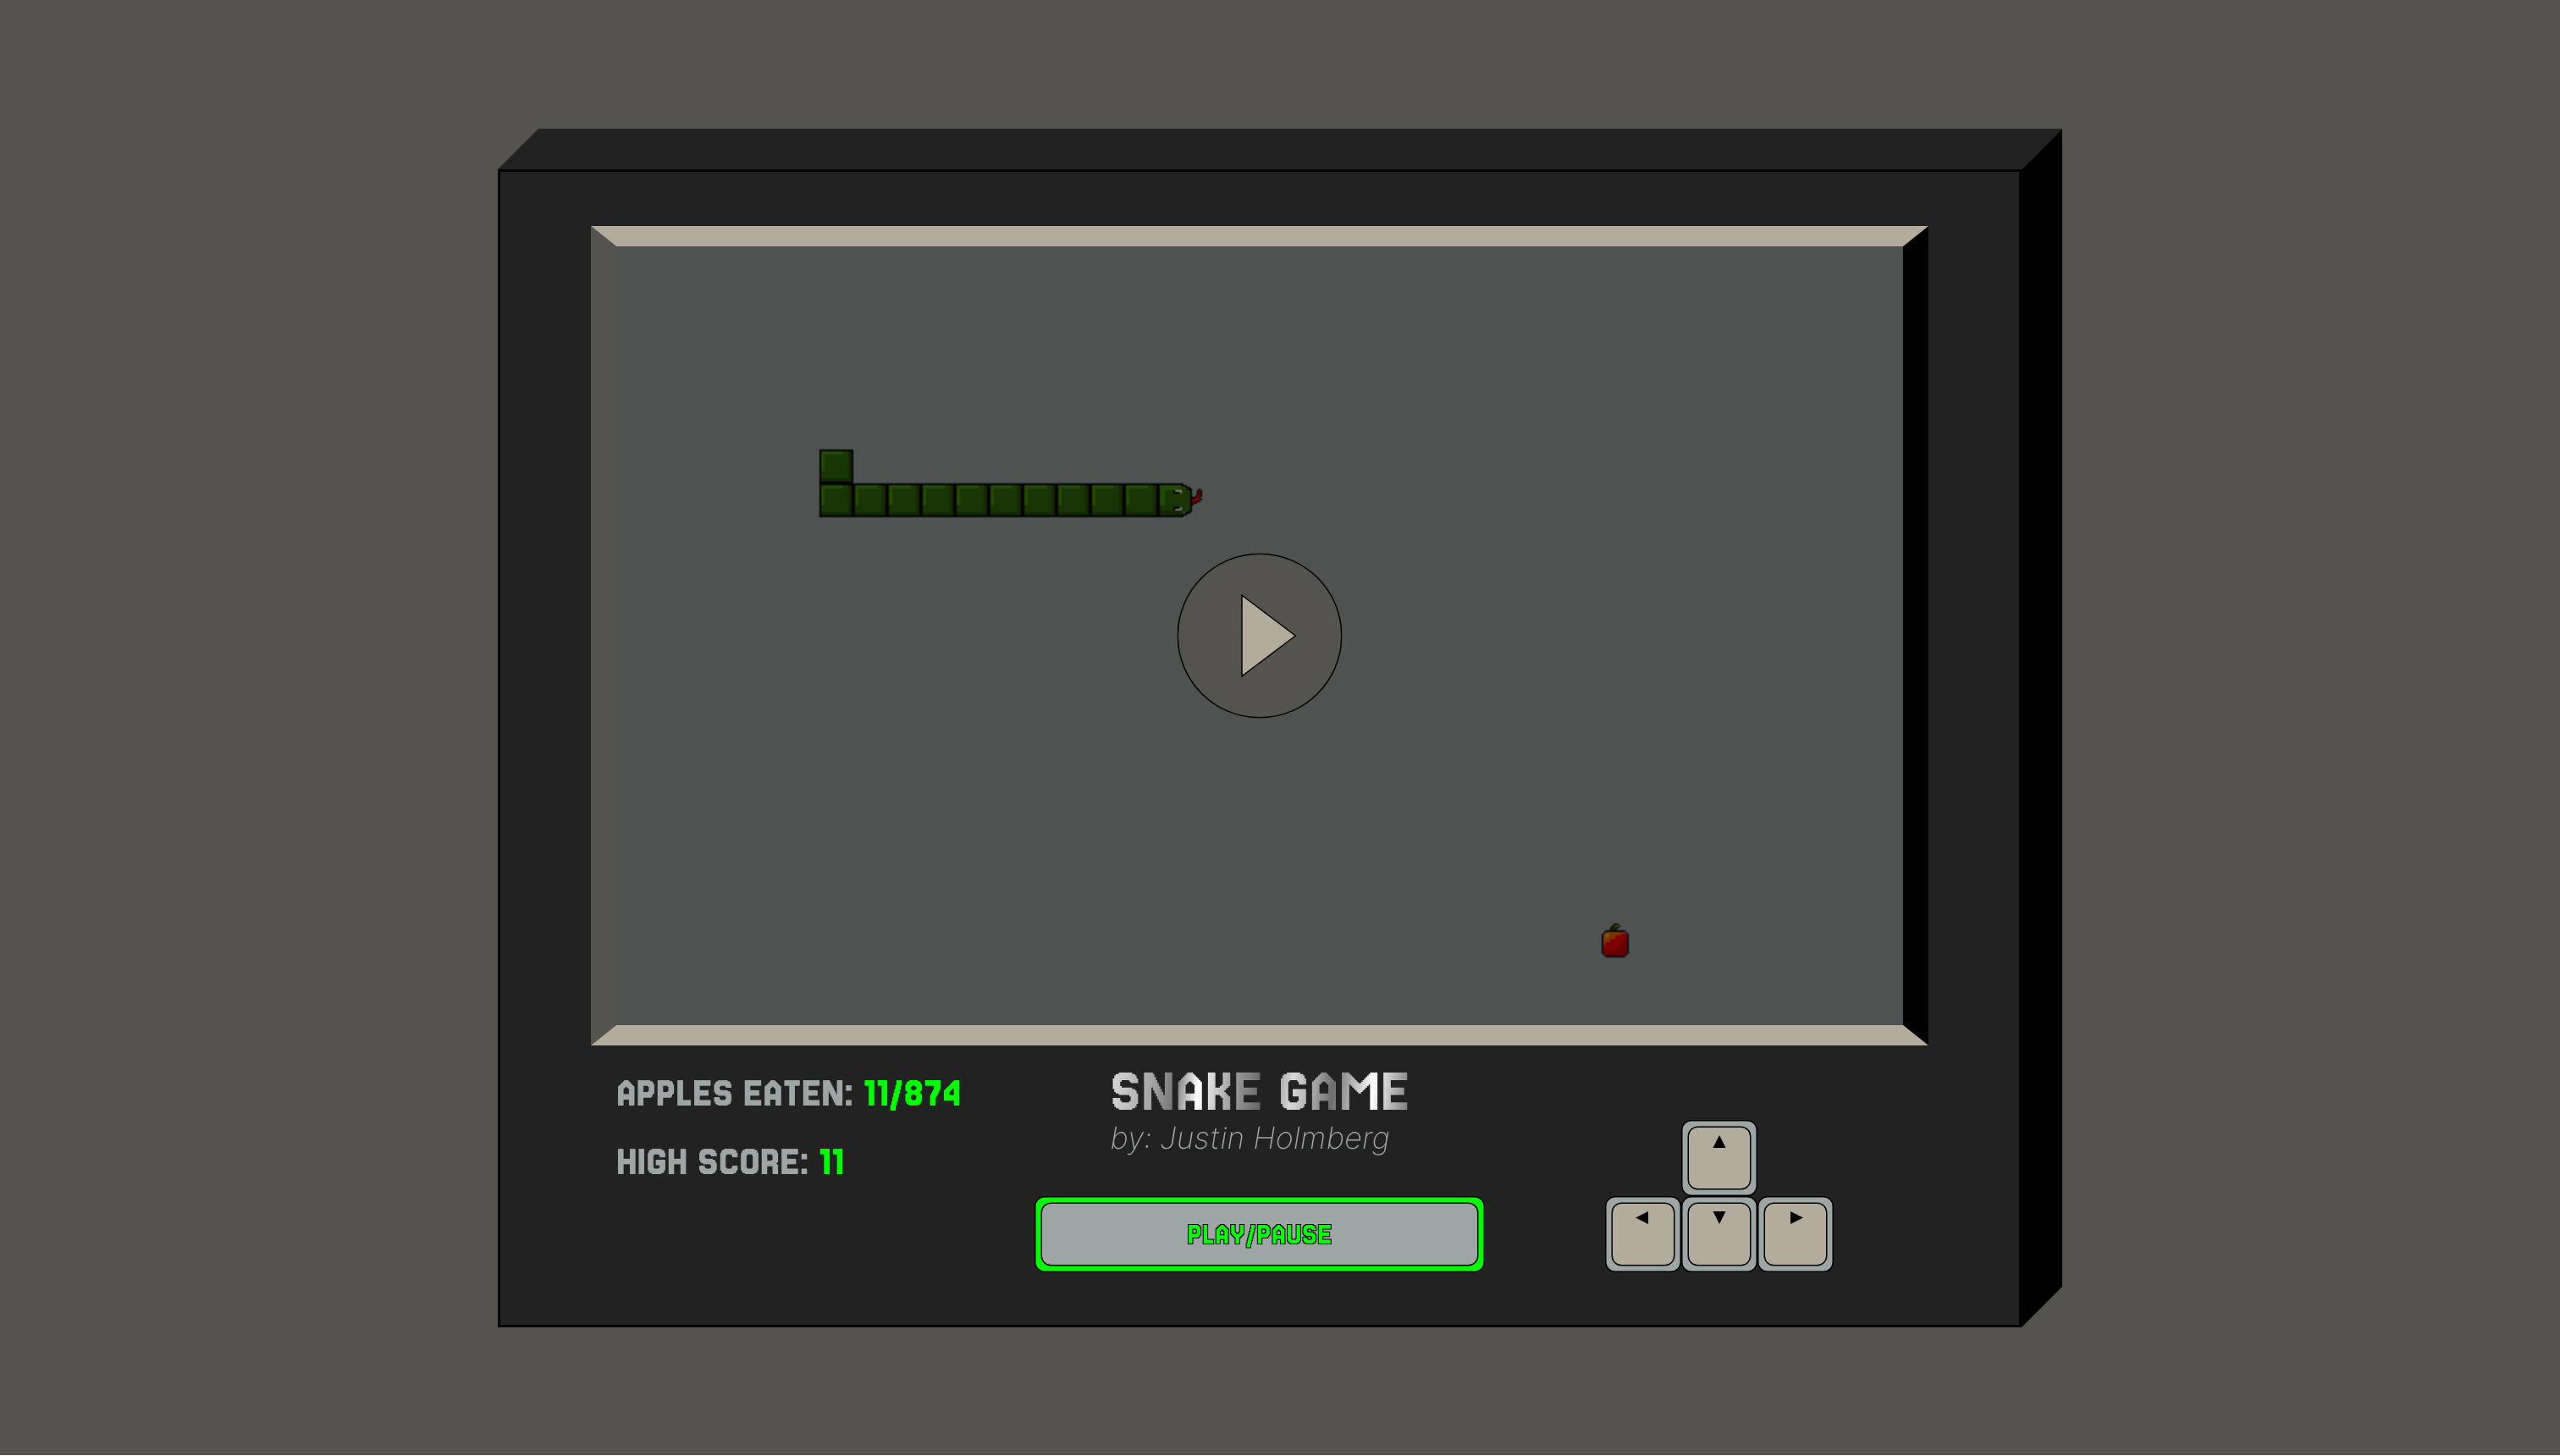 APPLES EATEN: 11/874
SNAKE GAME
by: Justin Holmberg
HIGH SCORE: 11
PLAY/PAUSE